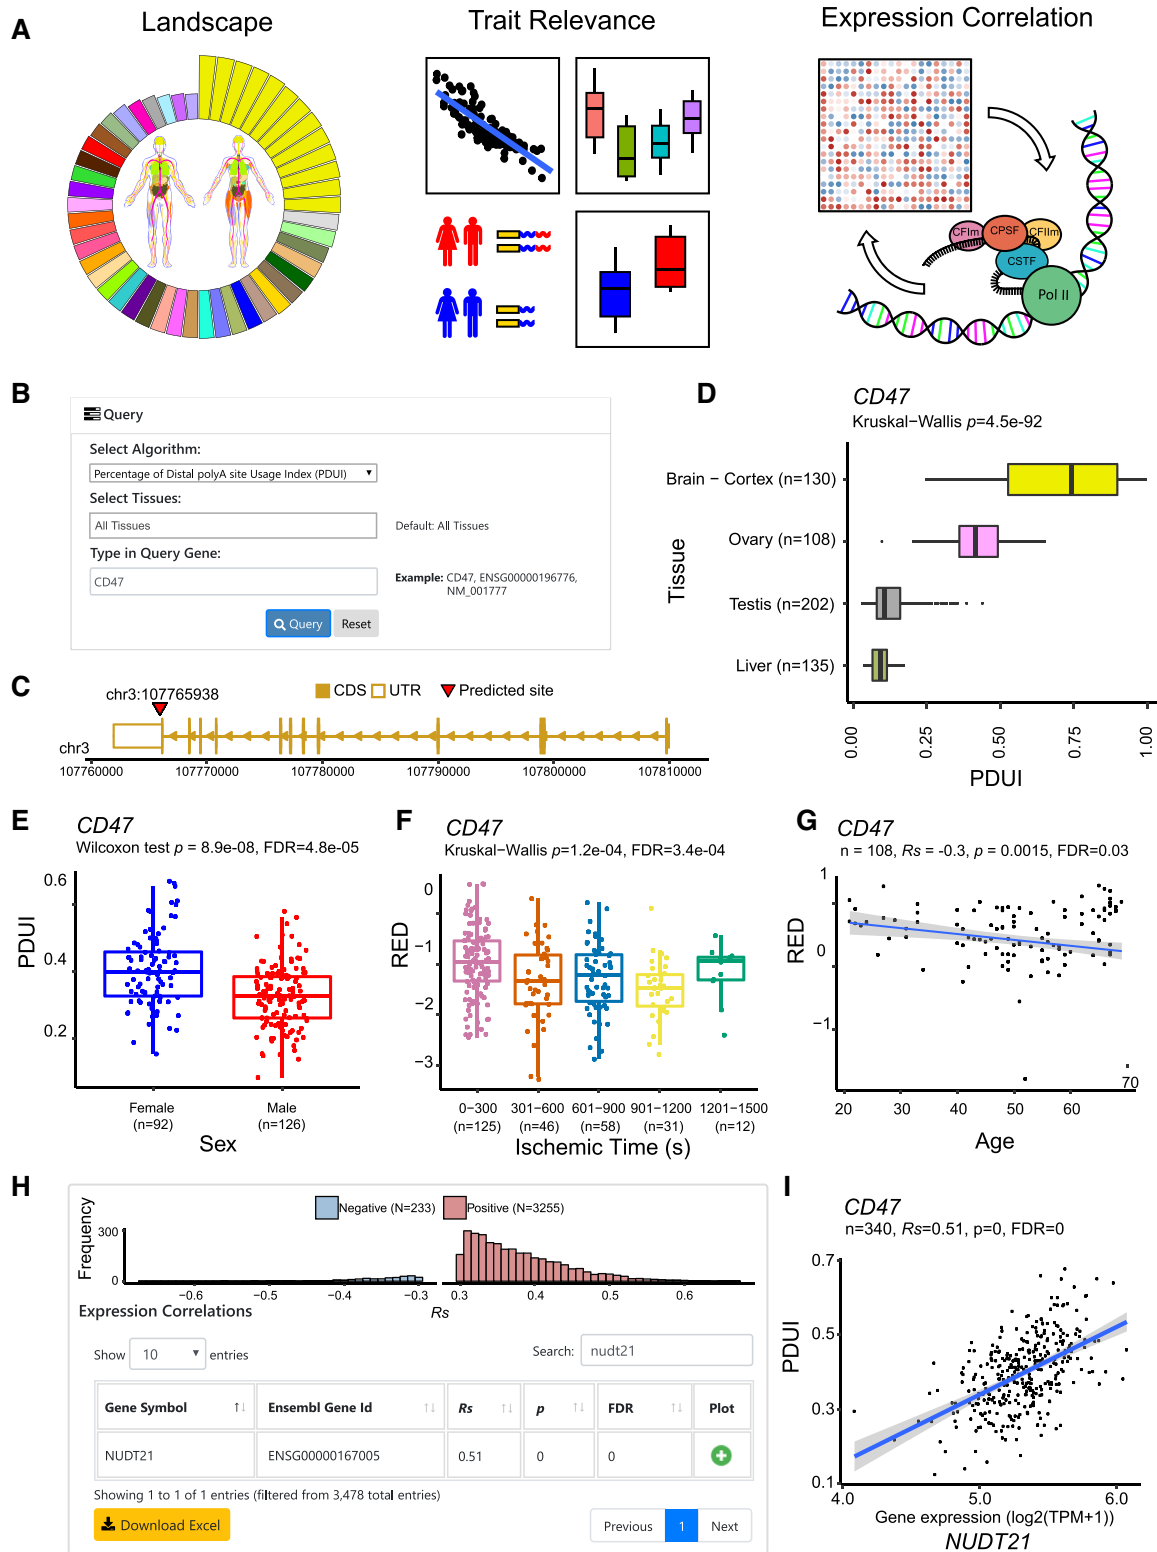 A
Landscape
Trait Relevance
Expression Correlation
CFIm
CPSF
CFIIm
CSTF
Pol II
B
Query
Select Algorithm:
Percentage of Distal polyA site Usage Index (PDUI)
Select Tissues:
All Tissues
Default: All Tissues
Type in Query Gene:
CD47
Example: CD47, ENSG00000196776,
NM_001777
Query
Reset
C
chr3:107765938
CDS
UTR
Predicted site
chr3
107760000
107770000
107780000
107790000
107800000
107810000
D
CD47
Kruskal−Wallis p=4.5e-92
Tissue
Brain − Cortex (n=130)
Ovary (n=108)
Testis (n=202)
Liver (n=135)
0.00
0.25
0.50
0.75
1.00
PDUI
E
CD47
Wilcoxon test p = 8.9e-08, FDR=4.8e-05
PDUI
0.6
0.4
0.2
Female
(n=92)
Male
(n=126)
Sex
F
CD47
Kruskal−Wallis p=1.2e-04, FDR=3.4e-04
RED
0
−1
−2
−3
0−300 301−600 601−900 901−1200 1201−1500
(n=125) (n=46) (n=58) (n=31) (n=12)
Ischemic Time (s)
G
CD47
n = 108, Rs = -0.3, p = 0.0015, FDR=0.03
RED
1
0
−1
70
20 30 40 50 60
Age
H
Frequency
300
0
Negative (N=233)
Positive (N=3255)
−0.6 −0.5 −0.4 −0.3 0.3 0.4 0.5 0.6
Rs
Expression Correlations
Show 10 entries
Search: nudt21
Gene Symbol Ensembl Gene Id Rs p FDR Plot
NUDT21 ENSG00000167005 0.51 0 0
Showing 1 to 1 of 1 entries (filtered from 3,478 total entries)
Download Excel
Previous 1 Next
I
CD47
n=340, Rs=0.51, p=0, FDR=0
PDUI
0.7
0.5
0.3
0.1
4.0 5.0 6.0
Gene expression (log2(TPM+1))
NUDT21